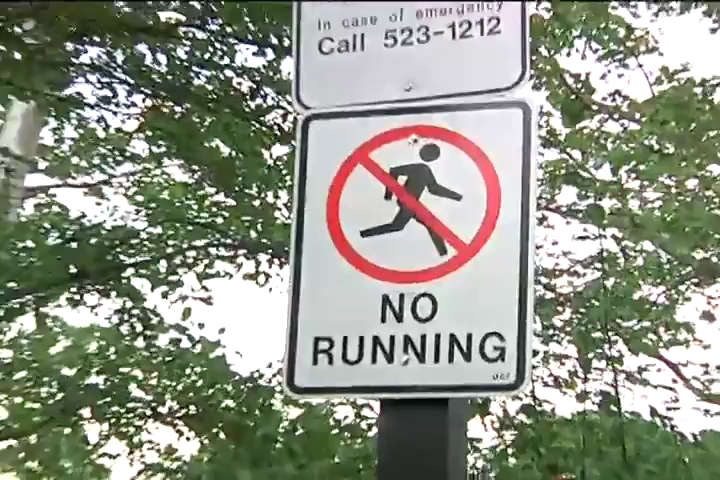 In case of emergency
Call 523-1212
NO
RUNNING